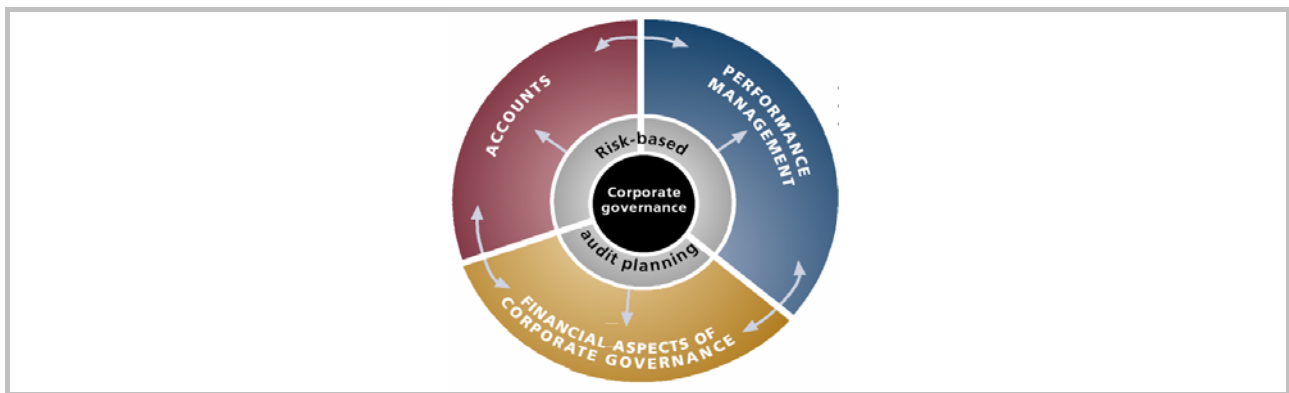 ACCOUNTS
PERFORMANCE
MANAGEMENT
Risk-based
Corporate
governance
audit planning
FINANCIAL ASPECTS OF
CORPORATE GOVERNANCE